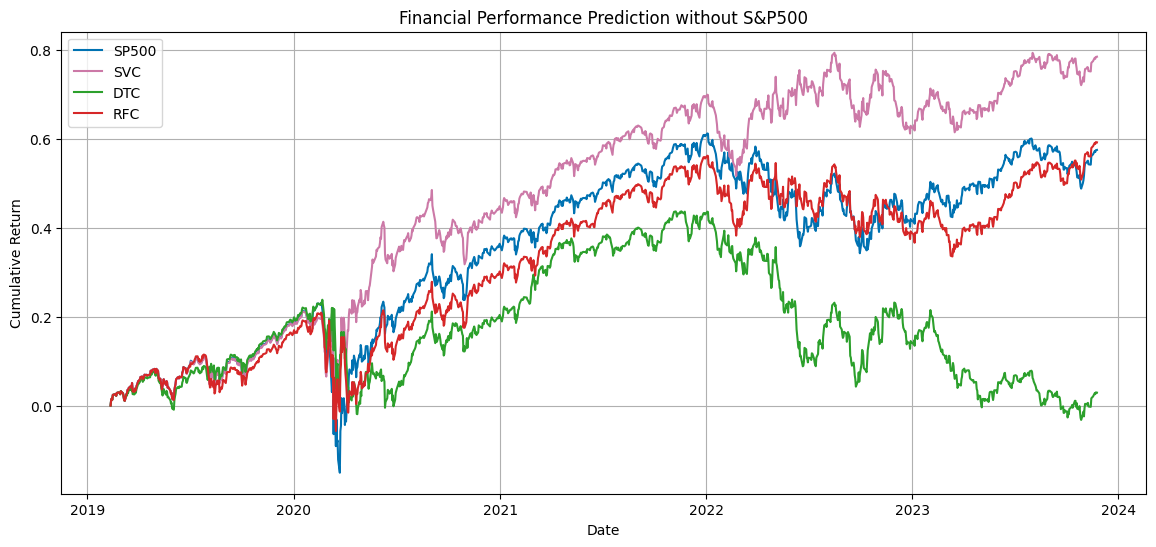 Financial Performance Prediction without S&P500
SP500
SVC
DTC
RFC
Cumulative Return
0.8
0.6
0.4
0.2
0.0
2019
2020
2021
2022
2023
2024
Date